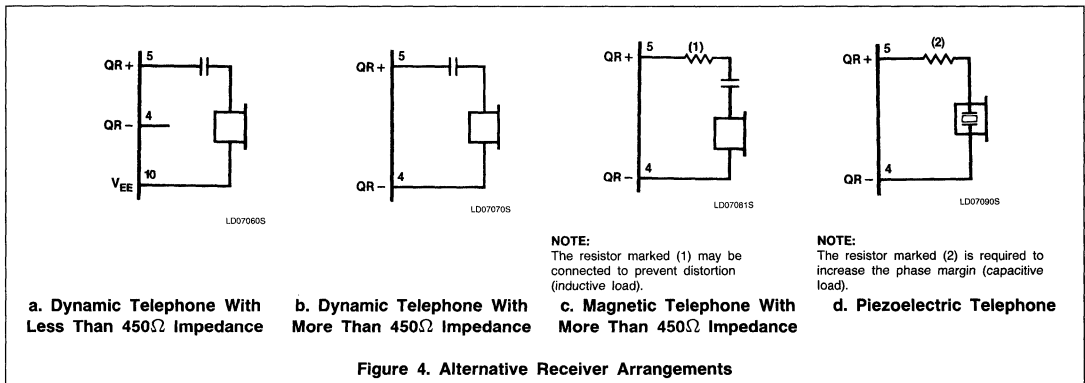 5
QR +
4
QR −
10
VEE
LD07060S
a. Dynamic Telephone With
Less Than 450Ω Impedance
5
QR +
4
QR −
LD07070S
b. Dynamic Telephone With
More Than 450Ω Impedance
5
(1)
QR +
4
QR −
LD07081S
NOTE:
The resistor marked (1) may be
connected to prevent distortion
(inductive load).
c. Magnetic Telephone With
More Than 450Ω Impedance
5
(2)
QR +
4
QR −
LD07090S
NOTE:
The resistor marked (2) is required to
increase the phase margin (capacitive
load).
d. Piezoelectric Telephone
Figure 4. Alternative Receiver Arrangements